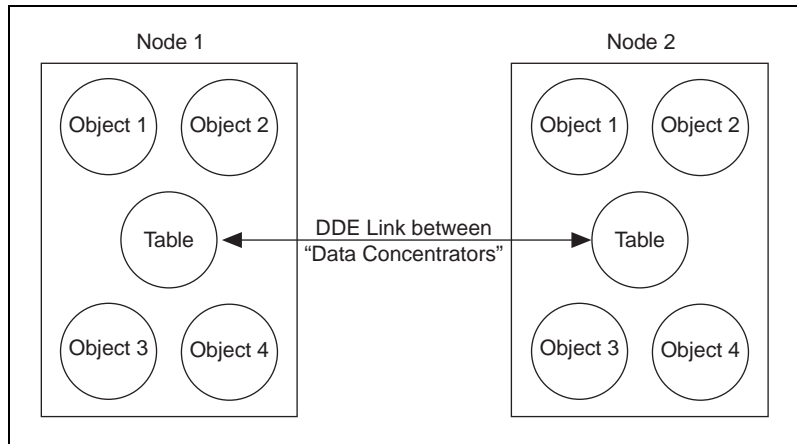 Node 1
Node 2
Object 1
Object 2
Object 1
Object 2
Table
DDE Link between
“Data Concentrators”
Table
Object 3
Object 4
Object 3
Object 4